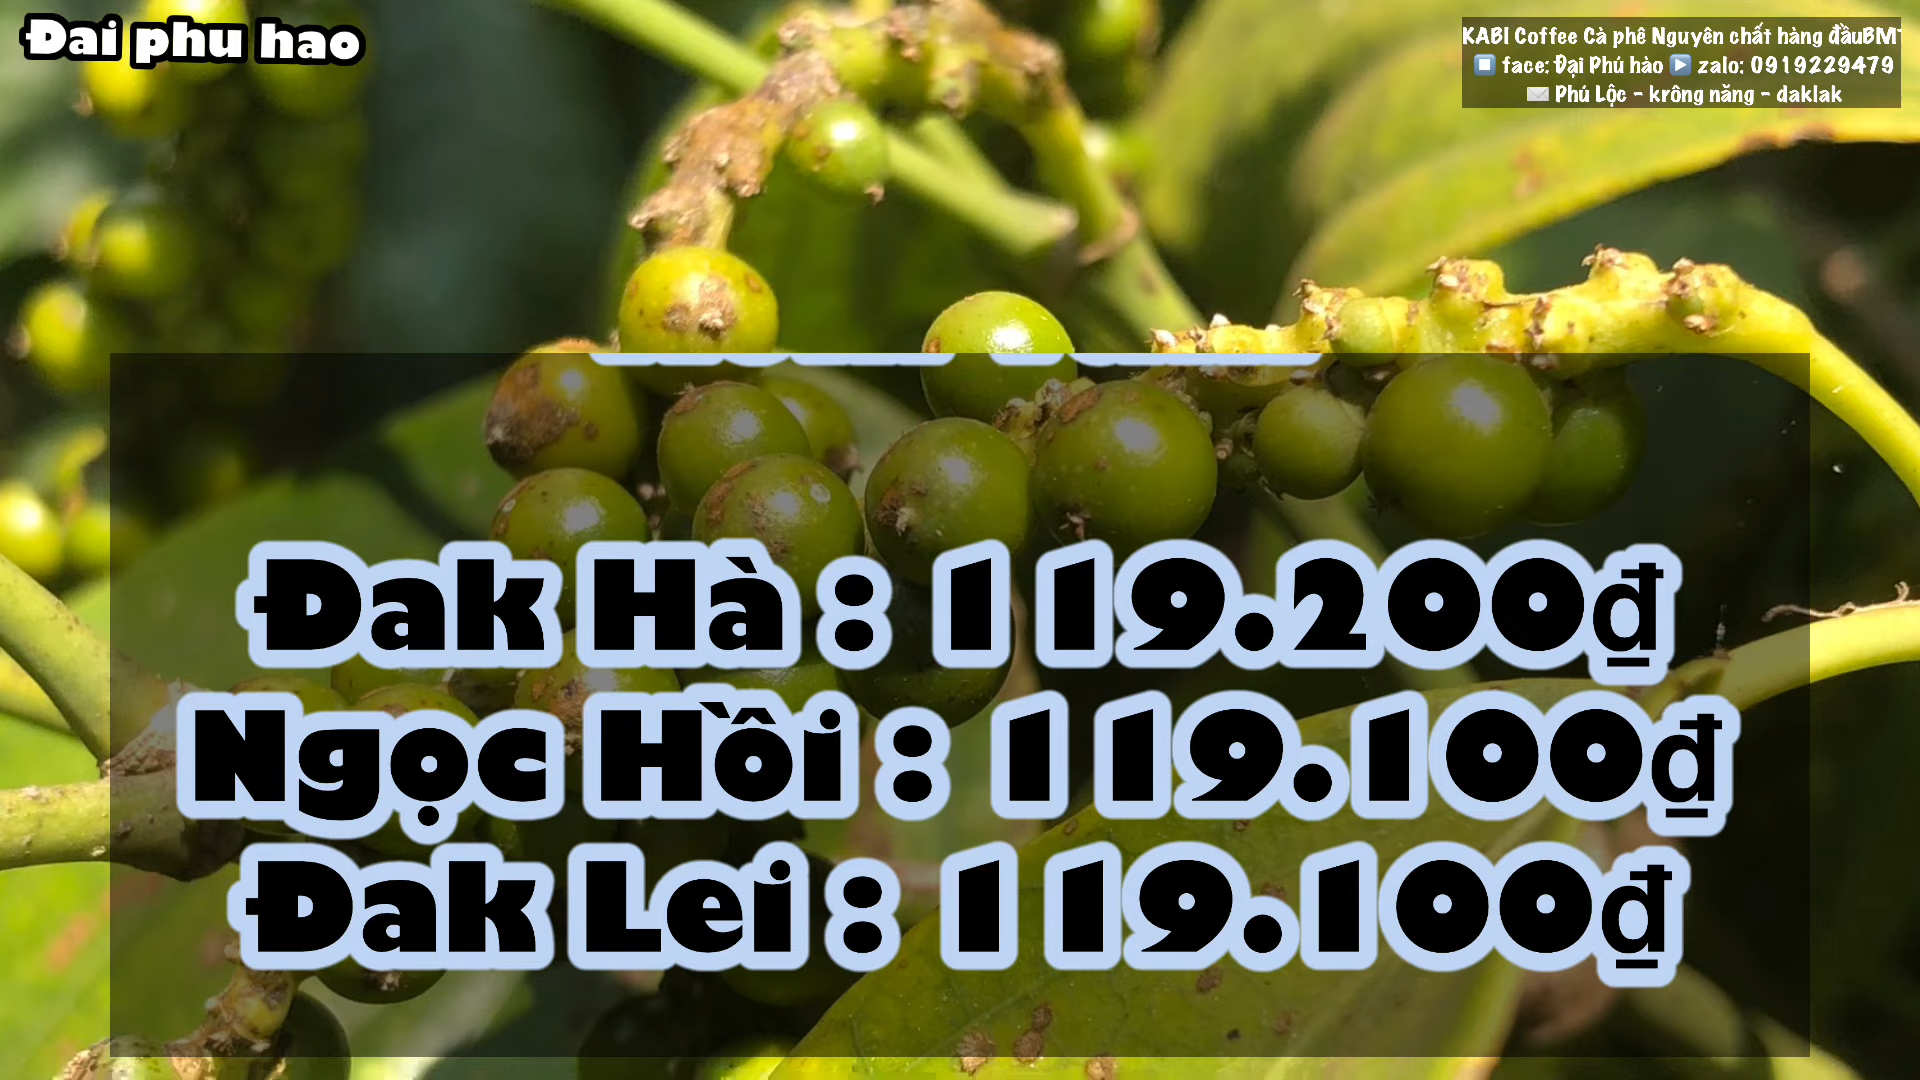 Đai phu hao
KABI Coffee Cà phê Nguyên chất hàng đầuBMT
face: Đại Phú hào ▶ zalo: 0919229479
Phú Lộc - krông năng - daklak
Đak Hà : 119.200₫
Ngọc Hồi : 119.100₫
Đak Lei : 119.100₫